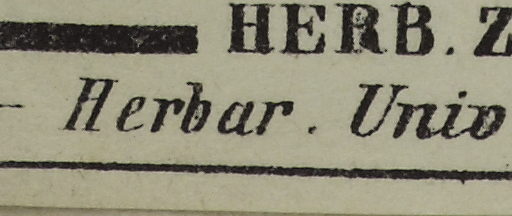 HERB. Z
– Herbar. Univ